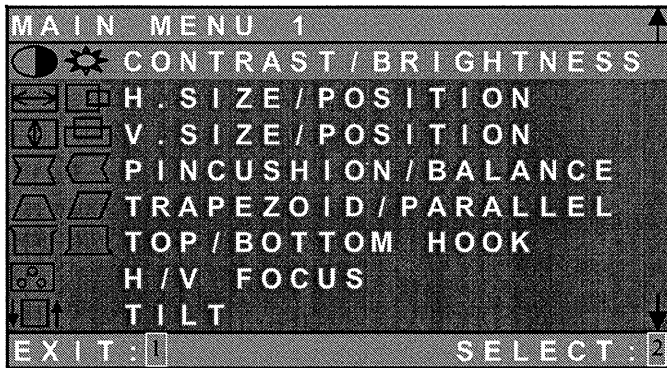 MAIN MENU 1
CONTRAST/BRIGHTNESS
H.SIZE/POSITION
V.SIZE/POSITION
PINCUSHION/BALANCE
TRAPEZOID/PARALLEL
TOP/BOTTOM HOOK
H/V FOCUS
TILT
EXIT:1 SELECT:2